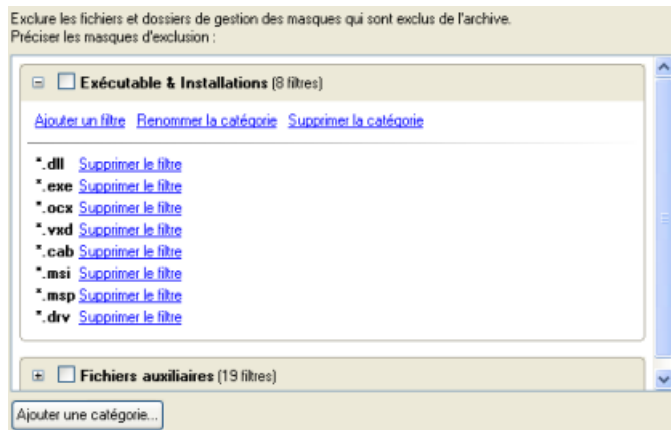 Exclure les fichiers et dossiers de gestion des masques qui sont exclus de l'archive.
Préciser les masques d'exclusion :
Exécutable & Installations (8 filtres)
Ajouter un filtre Renommer la catégorie Supprimer la catégorie
*.dll Supprimer le filtre
*.exe Supprimer le filtre
*.ocx Supprimer le filtre
*.vxd Supprimer le filtre
*.cab Supprimer le filtre
*.msi Supprimer le filtre
*.msp Supprimer le filtre
*.drv Supprimer le filtre
Fichiers auxiliaires (19 filtres)
Ajouter une catégorie...